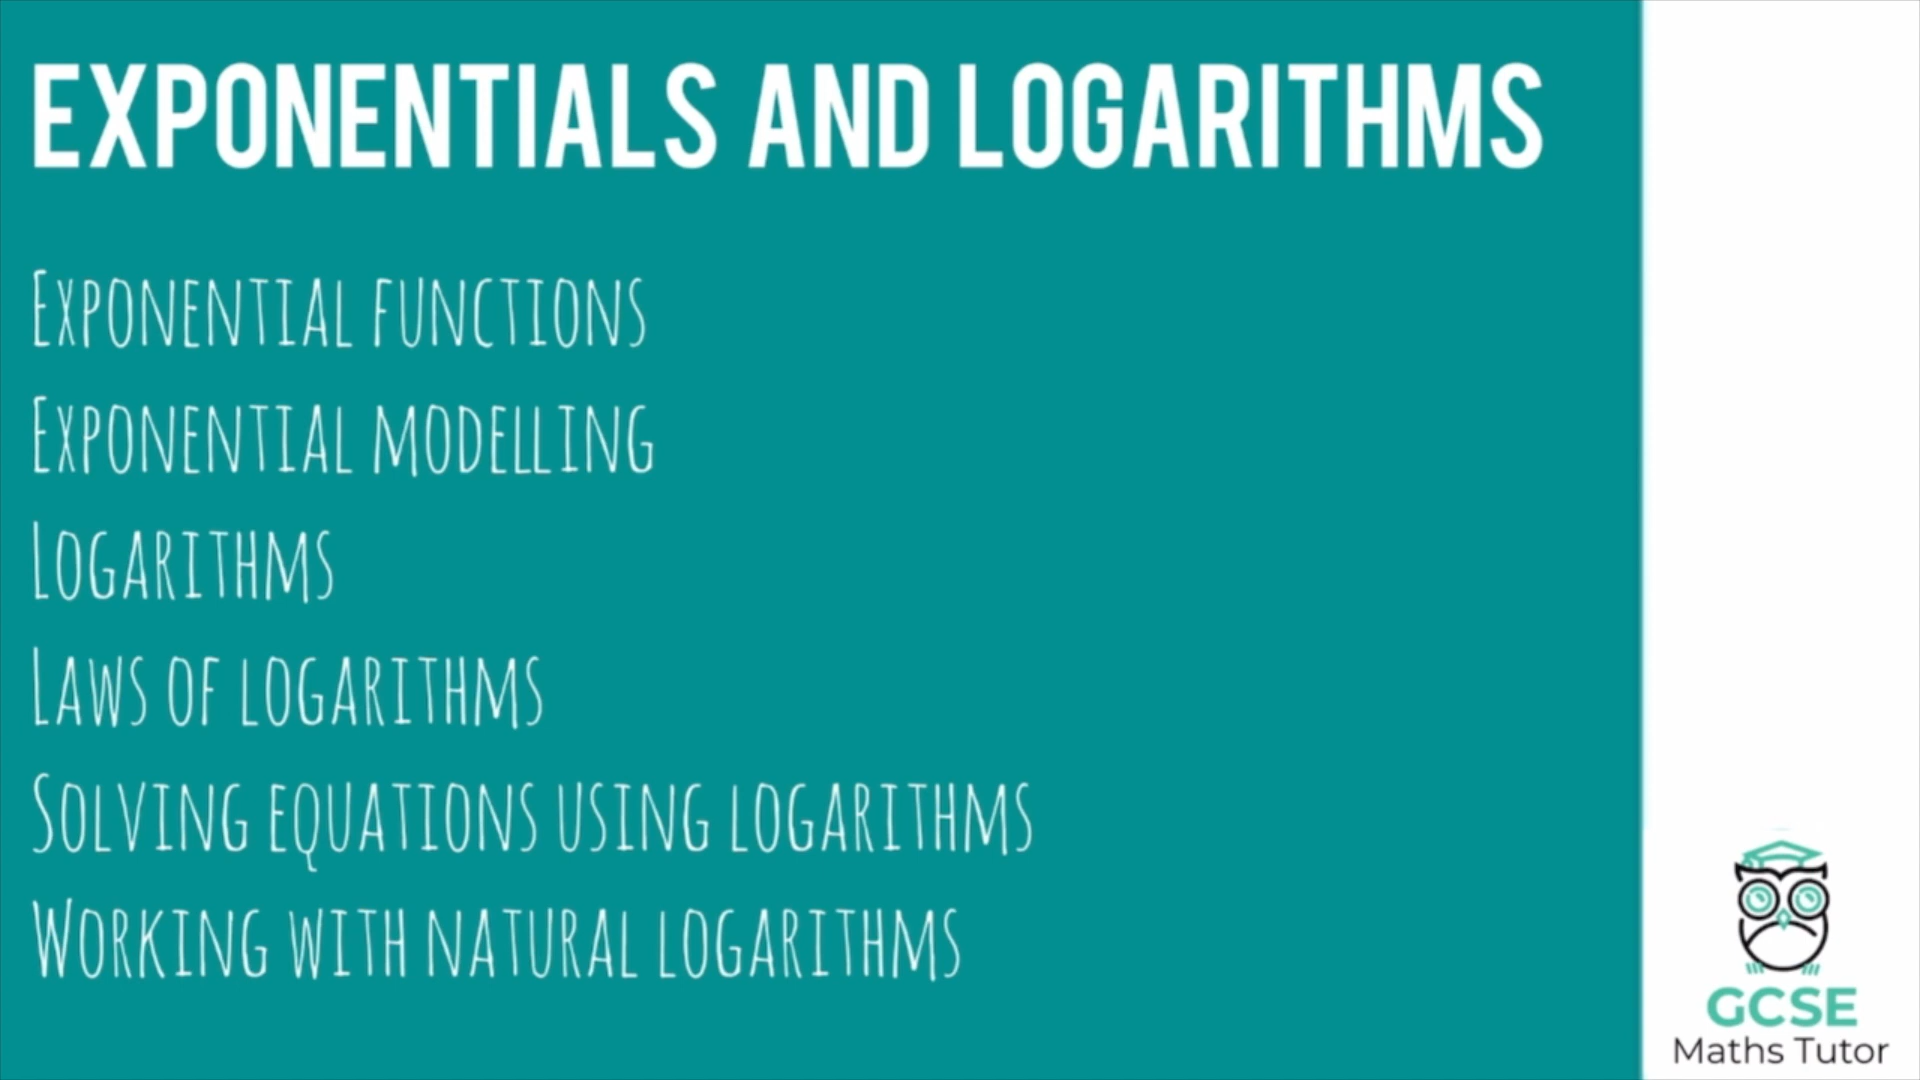 EXPONENTIALS AND LOGARITHMS
EXPONENTIAL FUNCTIONS
EXPONENTIAL MODELLING
LOGARITHMS
LAWS OF LOGARITHMS
SOLVING EQUATIONS USING LOGARITHMS
WORKING WITH NATURAL LOGARITHMS
GCSE
Maths Tutor